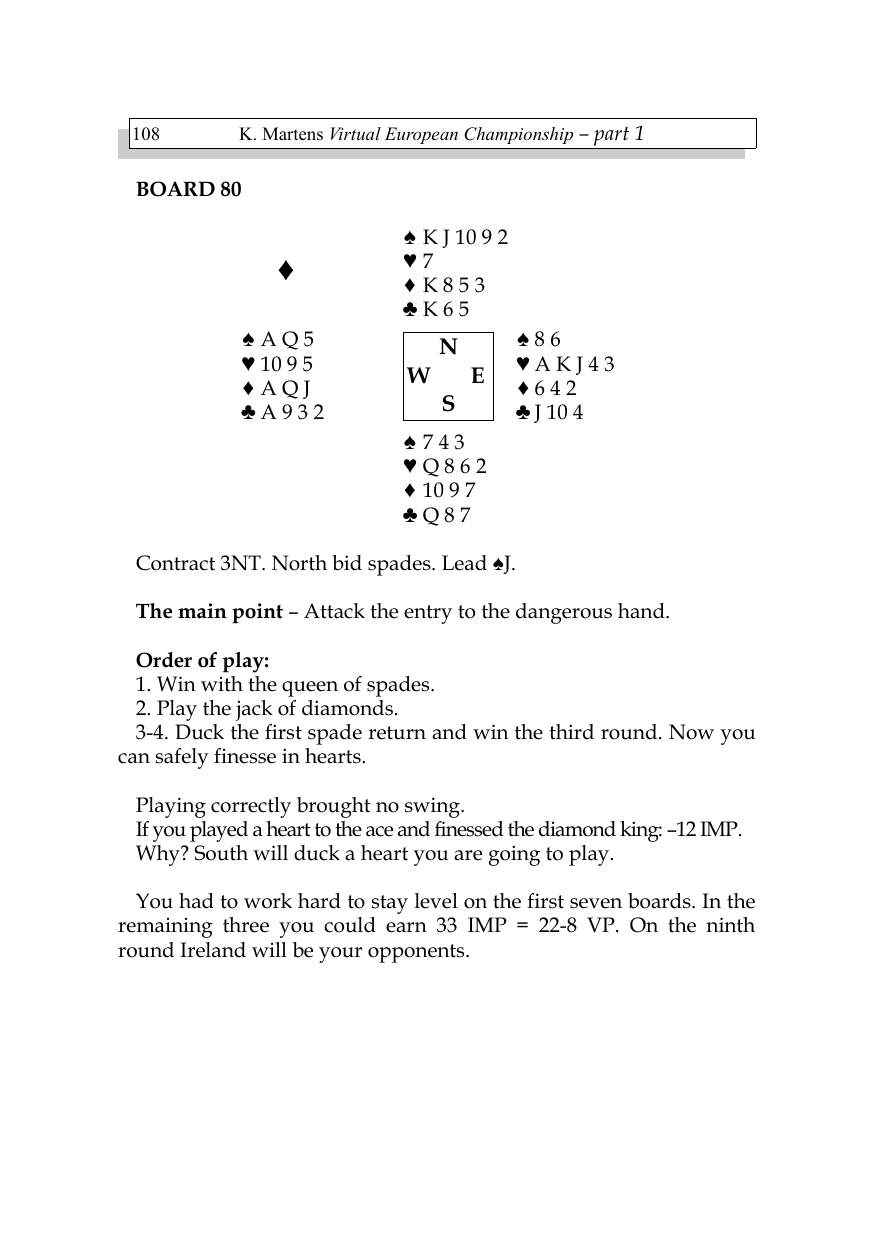 108 K. Martens Virtual European Championship – part 1
BOARD 80
♠ K J 10 9 2
♥ 7
♦
♦ K 8 5 3
♣ K 6 5
♠ A Q 5
♥ 10 9 5
♦ A Q J
♣ A 9 3 2
N
W E
S
♠ 8 6
♥ A K J 4 3
♦ 6 4 2
♣ J 10 4
♠ 7 4 3
♥ Q 8 6 2
♦ 10 9 7
♣ Q 8 7
Contract 3NT. North bid spades. Lead ♠J.
The main point – Attack the entry to the dangerous hand.
Order of play:
1. Win with the queen of spades.
2. Play the jack of diamonds.
3-4. Duck the first spade return and win the third round. Now you
can safely finesse in hearts.
Playing correctly brought no swing.
If you played a heart to the ace and finessed the diamond king: –12 IMP.
Why? South will duck a heart you are going to play.
You had to work hard to stay level on the first seven boards. In the
remaining three you could earn 33 IMP = 22-8 VP. On the ninth
round Ireland will be your opponents.